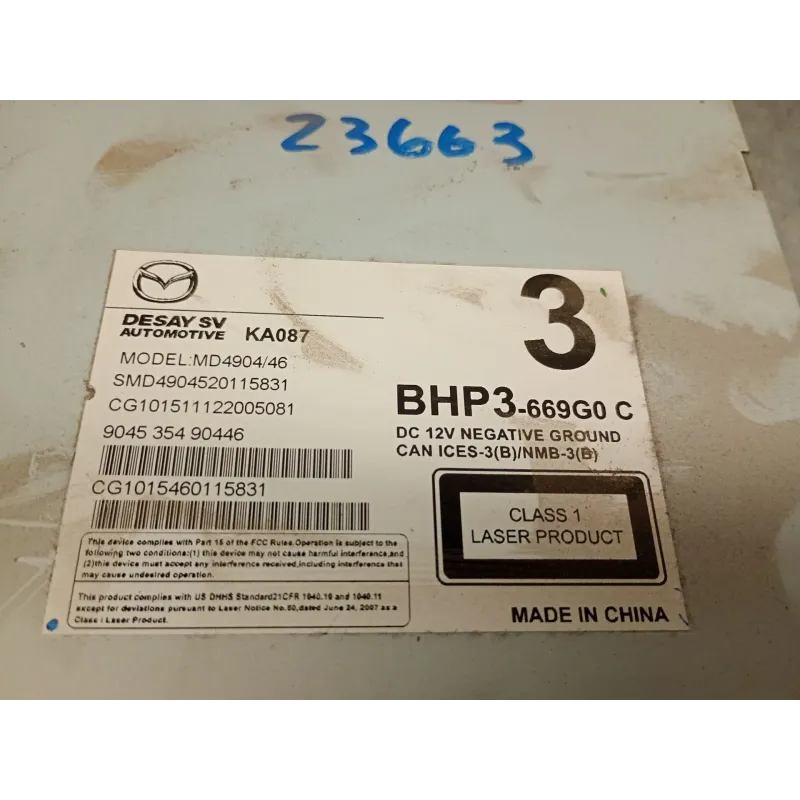 23663
3
DESAY SV
AUTOMOTIVE KA087
MODEL:MD4904/46
SMD4904520115831
CG101511122005081
9045 354 90446
CG1015460115831
BHP3-669G0 C
DC 12V NEGATIVE GROUND
CAN ICES-3(B)/NMB-3(B)
CLASS 1
LASER PRODUCT
This device complies with Part 15 of the FCC Rules.Operation is subject to the
following two conditions:(1) this device may not cause harmful interference,and
(2)this device must accept any interference received,including interference that
may cause undesired operation.
This product complies with US DHHS Standard21CFR 1040.10 and 1040.11
except for deviations pursuant to Laser Notice No.50,dated June 24, 2007 as a
Class I Laser Product.
MADE IN CHINA